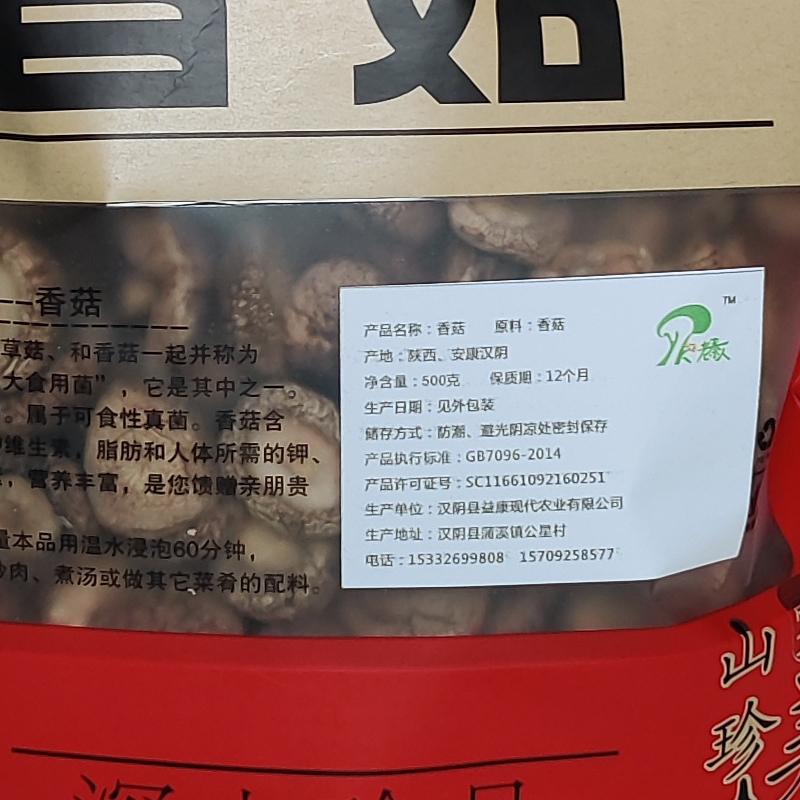 香菇
——香菇
草菇、和香菇一起并称为
大食用菌”，它是其中之一。
。属于可食性真菌。香菇含
维生素，脂肪和人体所需的钾、
，营养丰富，是您馈赠亲朋贵
量本品用温水浸泡60分钟，
炒肉、煮汤或做其它菜肴的配料。
TM
产品名称：香菇 原料：香菇
产地：陕西、安康汉阴
净含量：500克 保质期：12个月
生产日期：见外包装
储存方式：防潮、避光阴凉处密封保存
产品执行标准：GB7096-2014
产品许可证号：SC11661092160251
生产单位：汉阴县益康现代农业有限公司
生产地址：汉阴县蒲溪镇公星村
电话：15332699808 15709258577
山珍